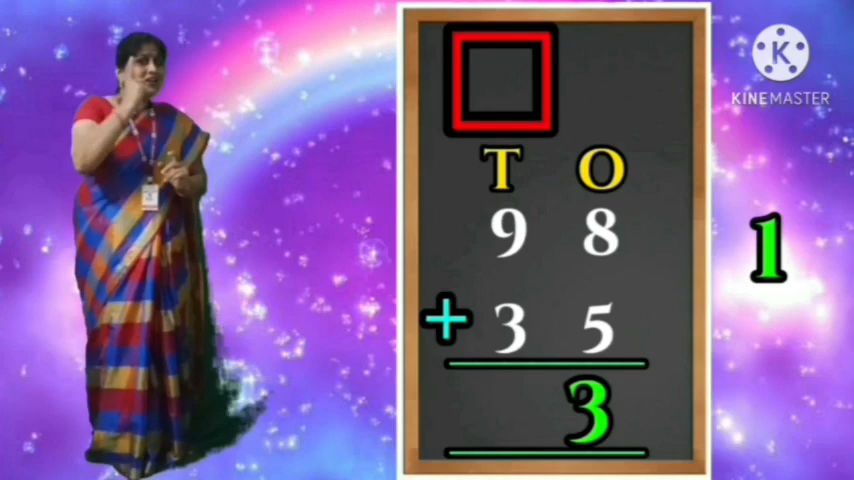 K
KINEMASTER
T O
9 8
+ 3 5
3
1